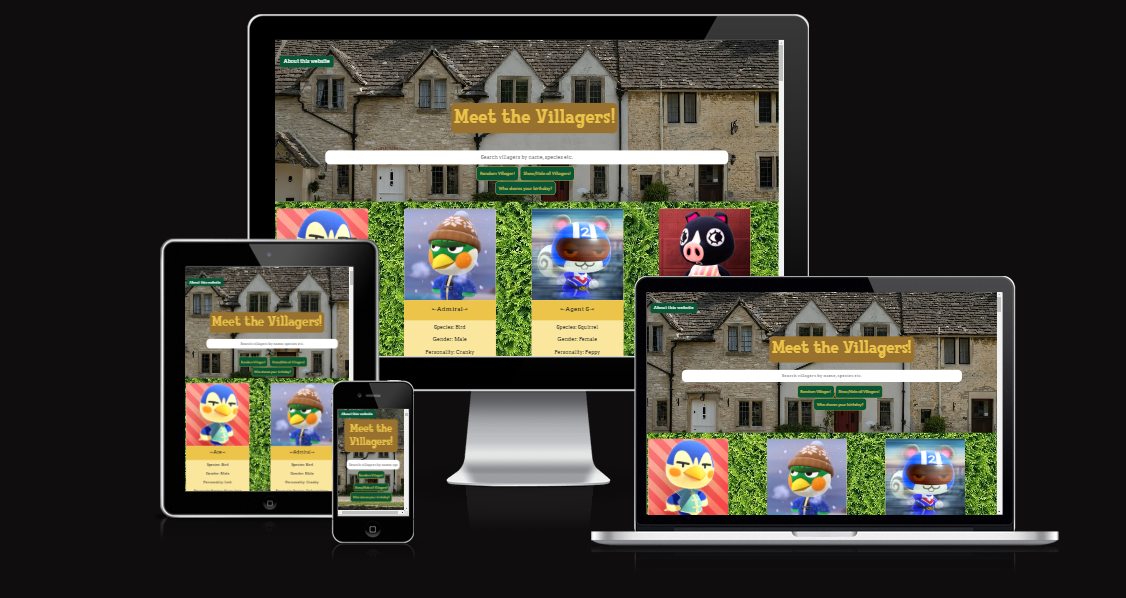 About this website
Meet the Villagers!
Search villagers by name, species etc.
Random Villager!
Show/Hide all Villagers!
Who shares your birthday?
~Admiral~
Species: Bird
Gender: Male
Personality: Cranky
~Agent S~
Species: Squirrel
Gender: Female
Personality: Peppy
About this website
Meet the Villagers!
Search villagers by name, species etc.
Random Villager!
Show/Hide all Villagers!
Who shares your birthday?
~Ace~
Species: Bird
Gender: Male
~Admiral~
Species: Bird
Gender: Male
Personality: Cranky
About this website
Meet the
Villagers!
Search villagers by name, spe
Random Villager!
Show/Hide all Villagers!
Who shares your birthday?
About this website
Meet the Villagers!
Search villagers by name, species etc.
Random Villager!
Show/Hide all Villagers!
Who shares your birthday?